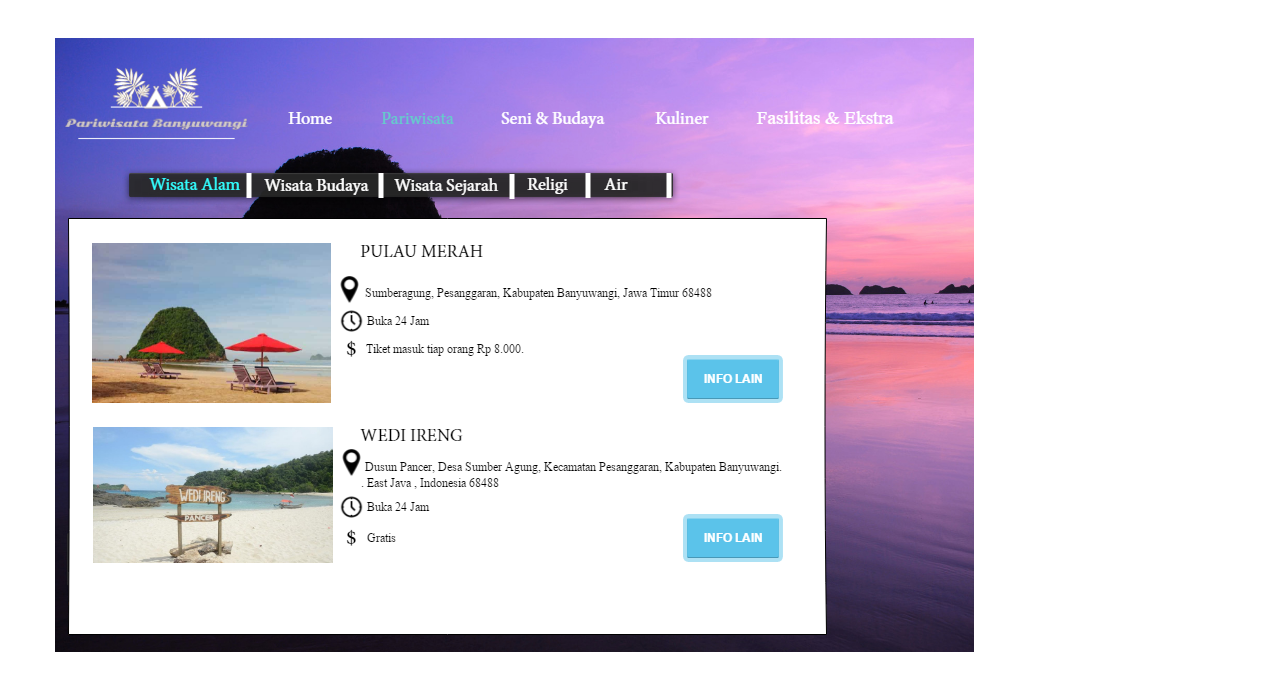 Pariwisata Banyuwangi
Home Pariwisata Seni & Budaya Kuliner Fasilitas & Ekstra
Wisata Alam Wisata Budaya Wisata Sejarah Religi Air
PULAU MERAH
Sumberagung, Pesanggaran, Kabupaten Banyuwangi, Jawa Timur 68488
Buka 24 Jam
$ Tiket masuk tiap orang Rp 8.000.
INFO LAIN
WEDI IRENG
Dusun Pancer, Desa Sumber Agung, Kecamatan Pesanggaran, Kabupaten Banyuwangi.
. East Java , Indonesia 68488
WEDI IRENG
PANCER
Buka 24 Jam
$ Gratis
INFO LAIN